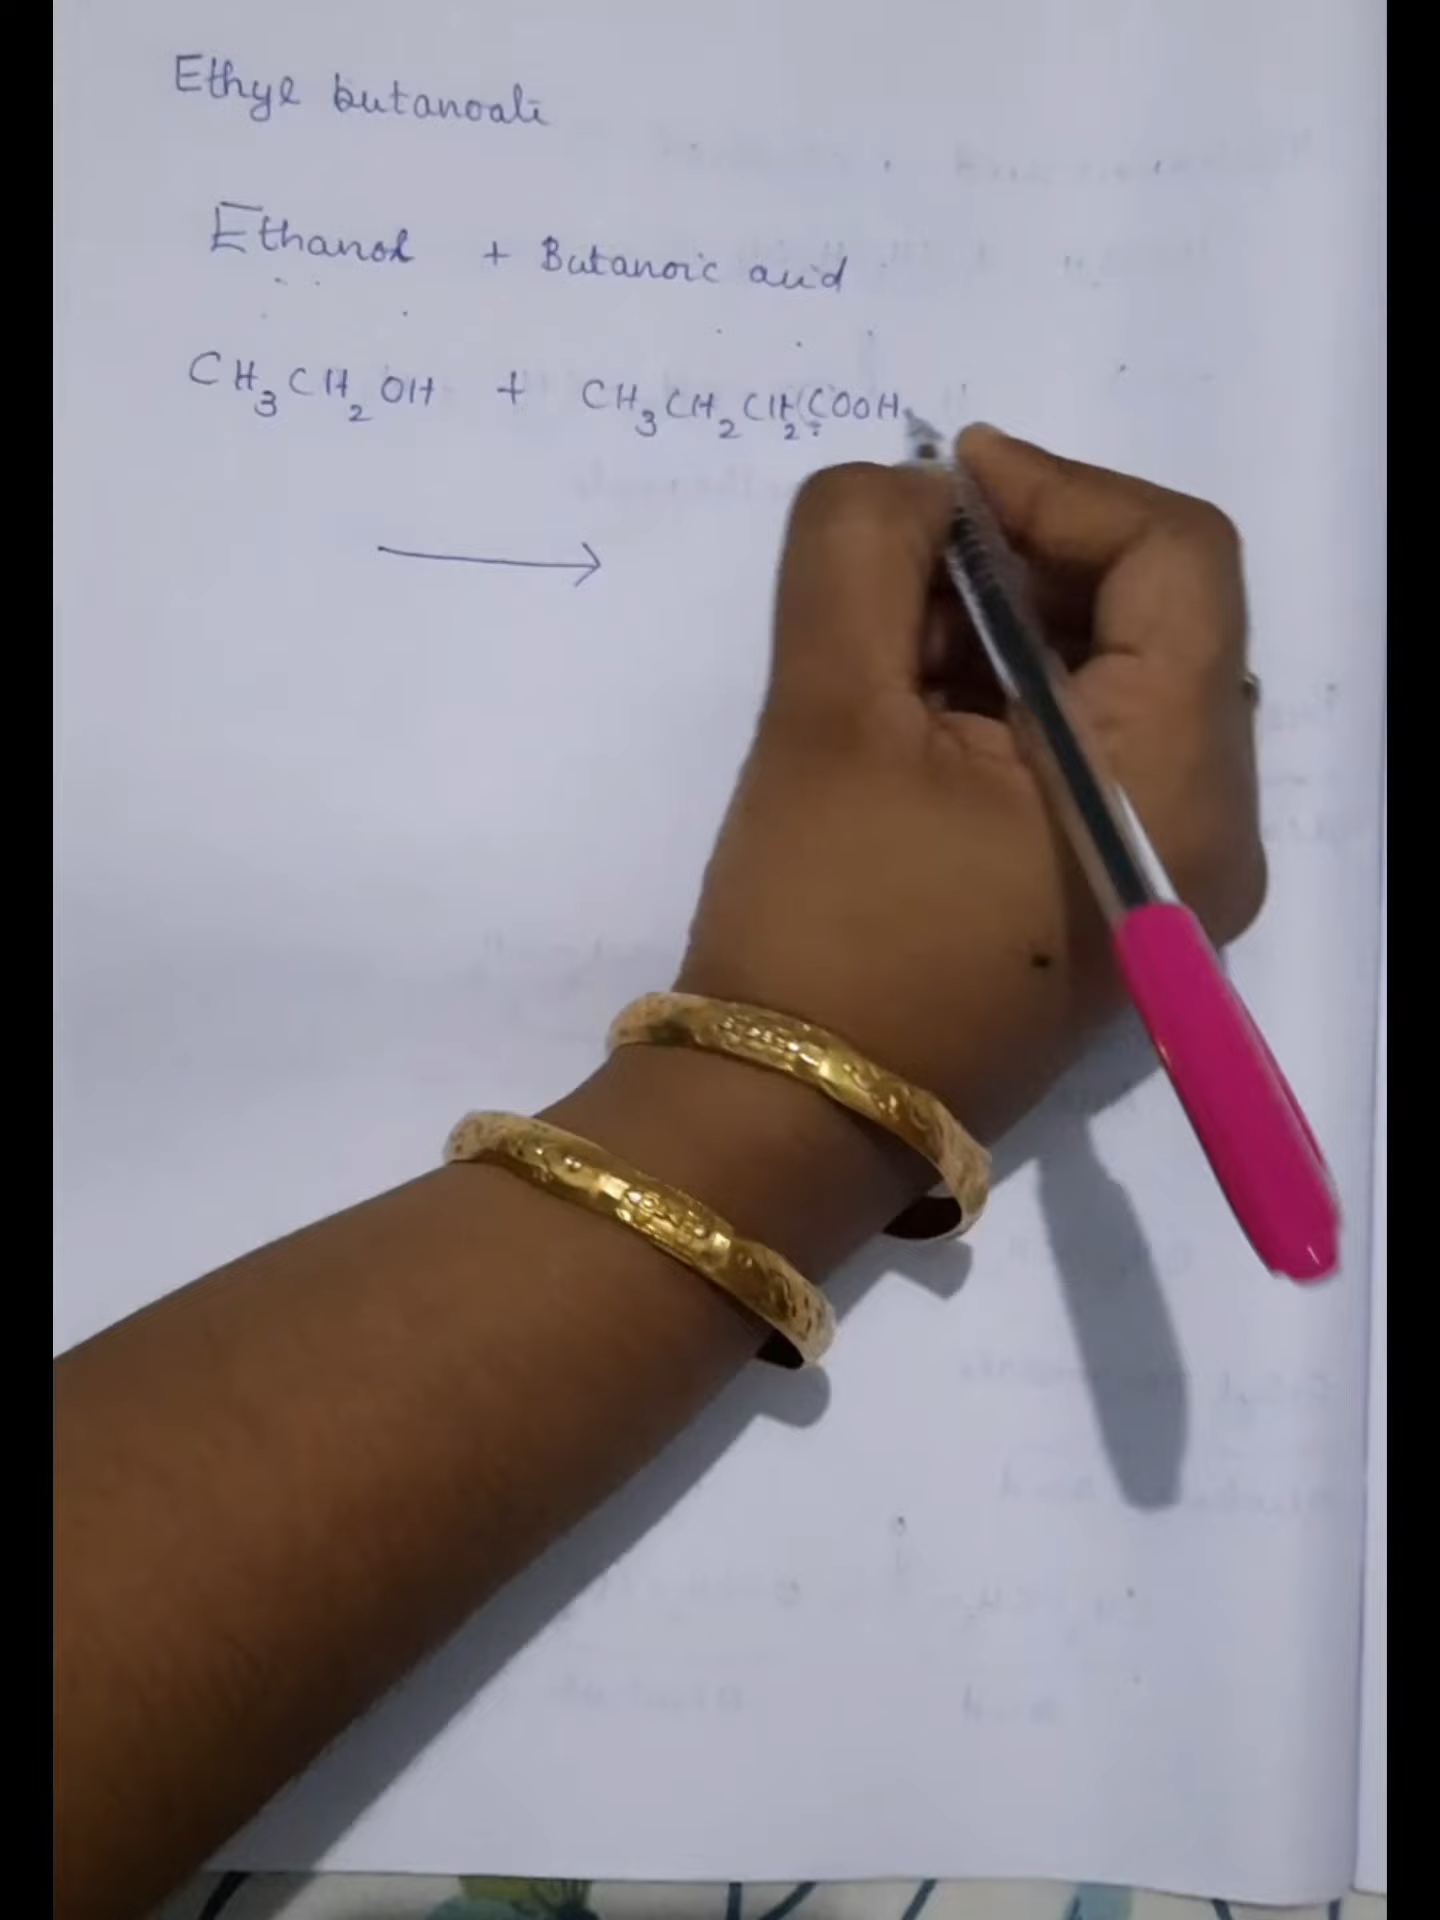 Ethyl butanoate
Ethanol + Butanoic acid
CH₃CH₂OH + CH₃CH₂CH₂COOH
→